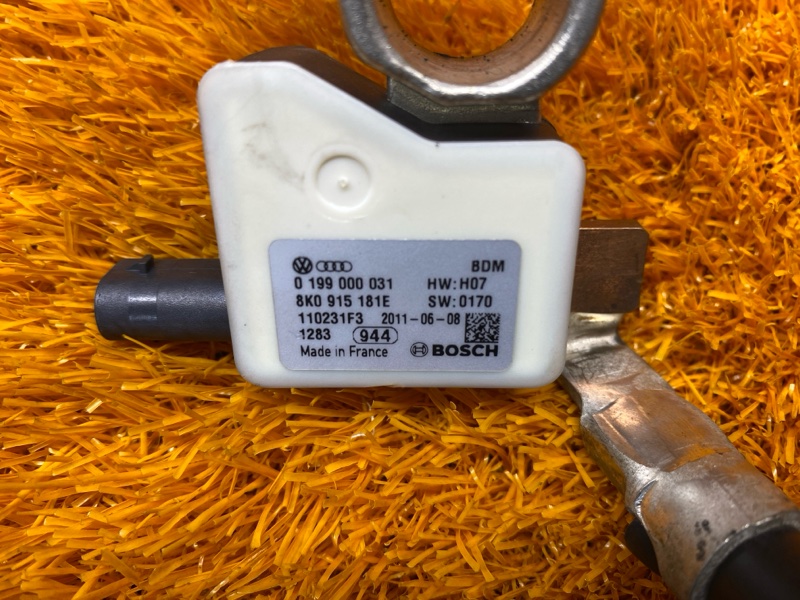 BDM
0 199 000 031 HW:H07
8K0 915 181E SW:0170
110231F3 2011-06-08
1283 944
Made in France BOSCH